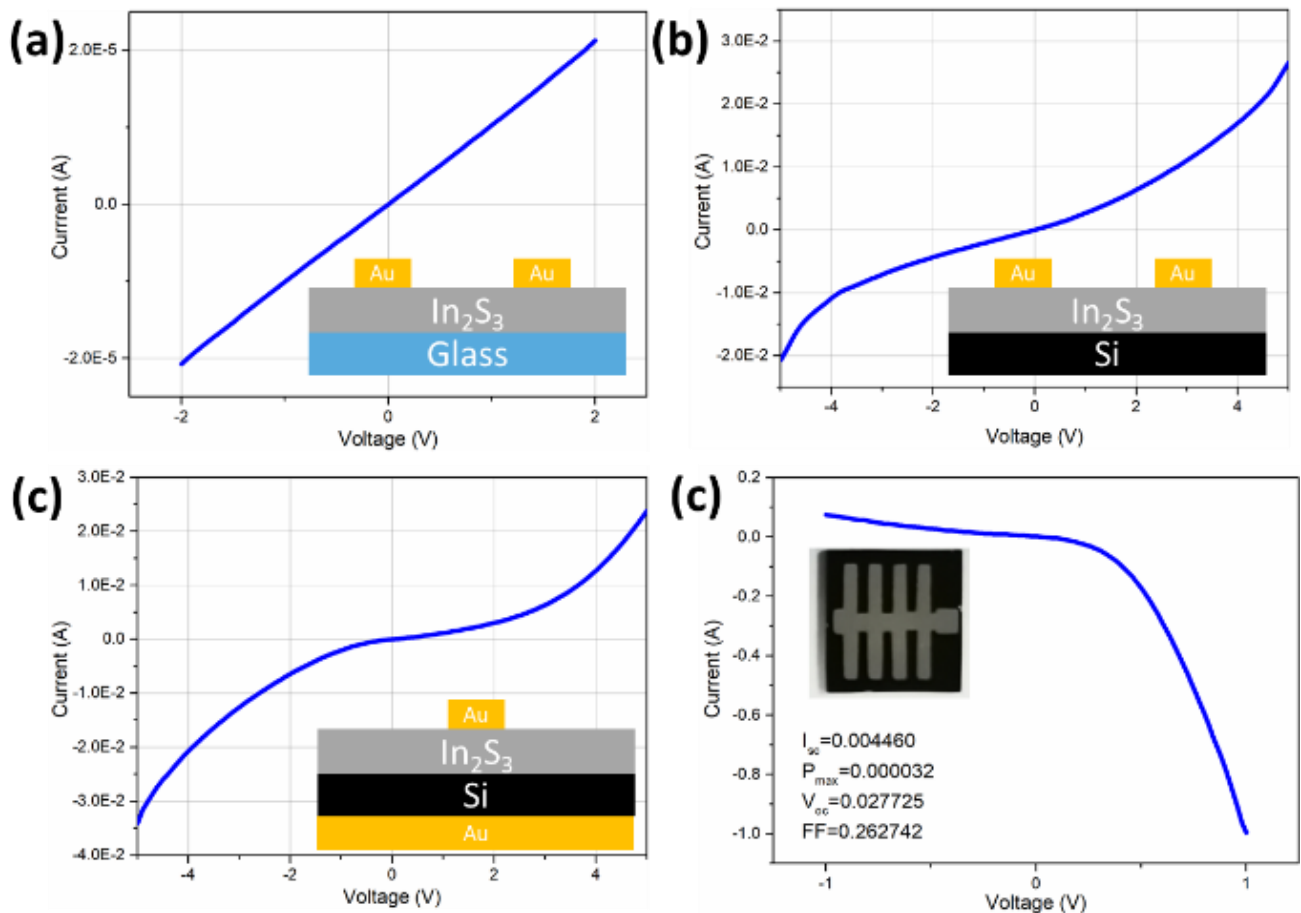 (a)
2.0E-5
0.0
-2.0E-5
Currrent (A)
-2
0
2
Voltage (V)
Au
Au
In₂S₃
Glass
(b)
3.0E-2
2.0E-2
1.0E-2
0.0
-1.0E-2
-2.0E-2
Current (A)
-4
-2
0
2
4
Voltage (V)
Au
Au
In₂S₃
Si
(c)
3.0E-2
2.0E-2
1.0E-2
0.0
-1.0E-2
-2.0E-2
-3.0E-2
-4.0E-2
Current (A)
-4
-2
0
2
4
Voltage (V)
Au
In₂S₃
Si
Au
(c)
0.2
0.0
-0.2
-0.4
-0.6
-0.8
-1.0
Current (A)
-1
0
1
Voltage (V)
Isc=0.004460
Pmax=0.000032
Voc=0.027725
FF=0.262742